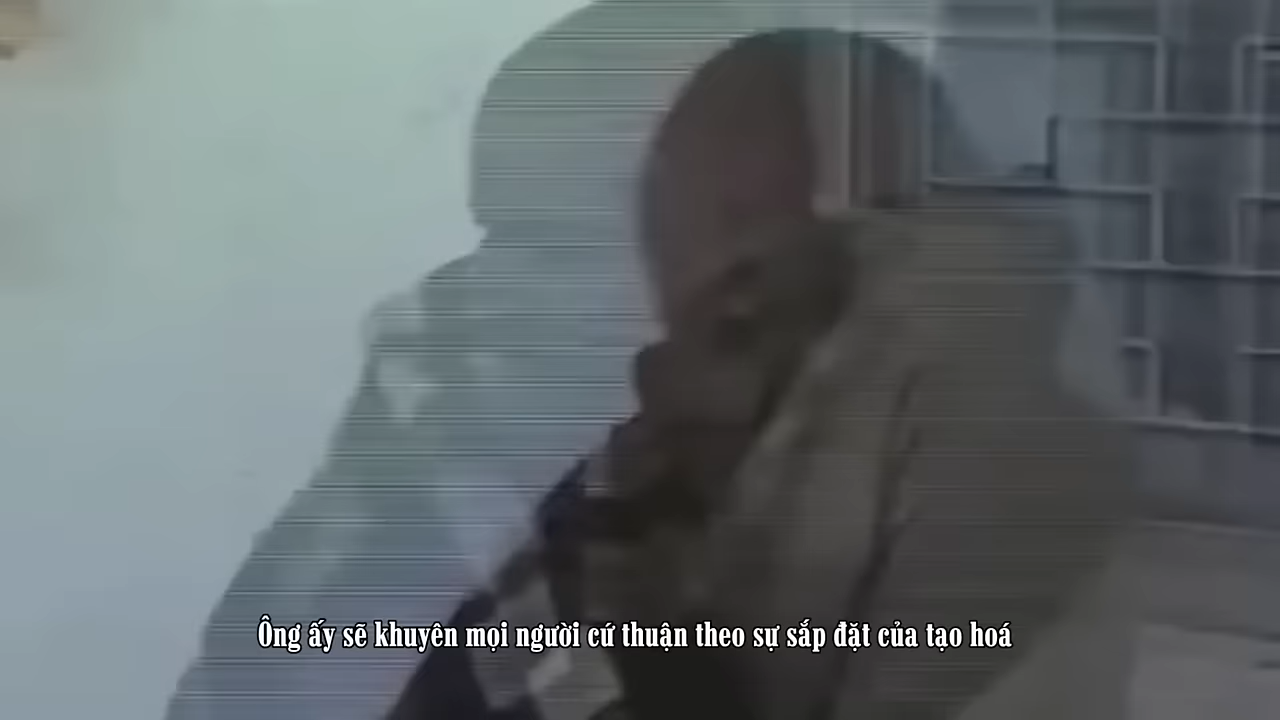 Ông ấy sẽ khuyên mọi người cứ thuận theo sự sắp đặt của tạo hoá